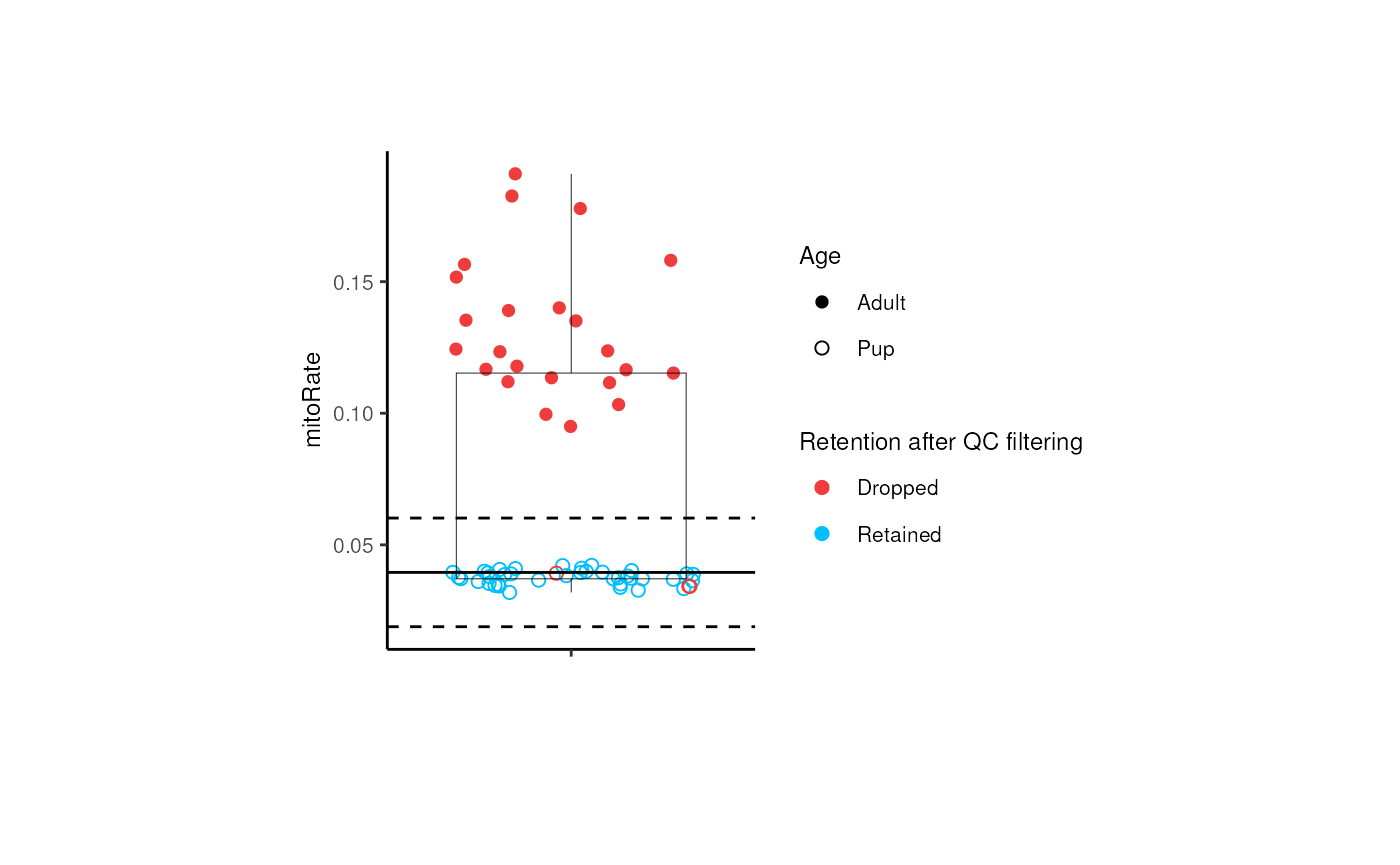 mitoRate
0.15
0.10
0.05
Age
Adult
Pup
Retention after QC filtering
Dropped
Retained